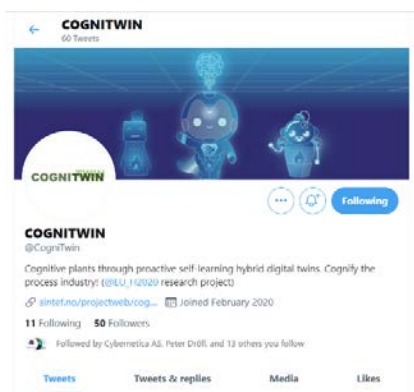 COGNITWIN
60 Tweets
COGNITWIN
Following
COGNITWIN
@CogniTwin
Cognitive plants through proactive self-learning hybrid digital twins. Cognify the
process industry! (@EU_H2020 research project)
sintef.no/projectweb/cog... Joined February 2020
11 Following 50 Followers
Followed by Cybernetica AS, Peter Dröll, and 13 others you follow
Tweets Tweets & replies Media Likes